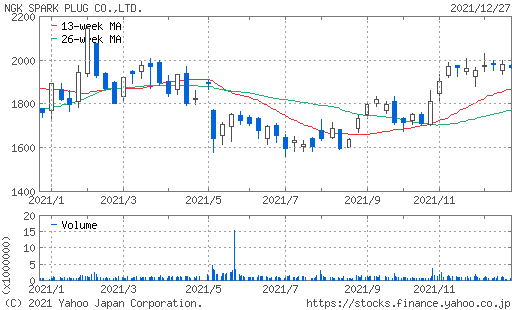 NGK SPARK PLUG CO.,LTD. 2021/12/27
2200
13-week MA
26-week MA
2000
1800
1600
1400
2021/1 2021/3 2021/5 2021/7 2021/9 2021/11
20
Volume
15
10
5
0
(x1000000)
2021/1 2021/3 2021/5 2021/7 2021/9 2021/11
(C) 2021 Yahoo Japan Corporation. https://stocks.finance.yahoo.co.jp/